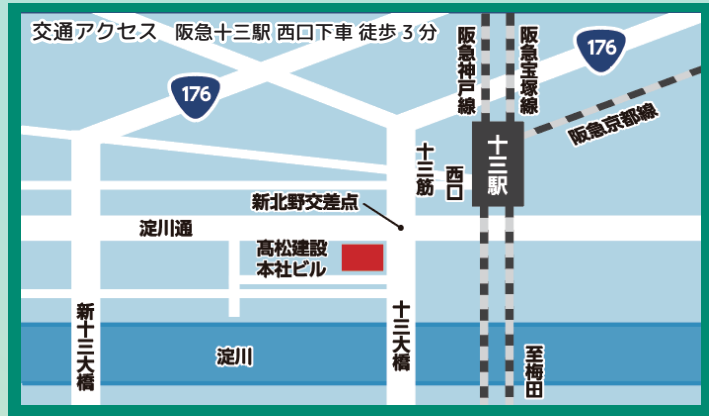 交通アクセス 阪急十三駅 西口下車 徒歩3分
176
阪急神戸線
阪急宝塚線
176
阪急京都線
十三駅
西口
十三筋
新北野交差点
淀川通
髙松建設
本社ビル
新十三大橋
十三大橋
淀川
至梅田